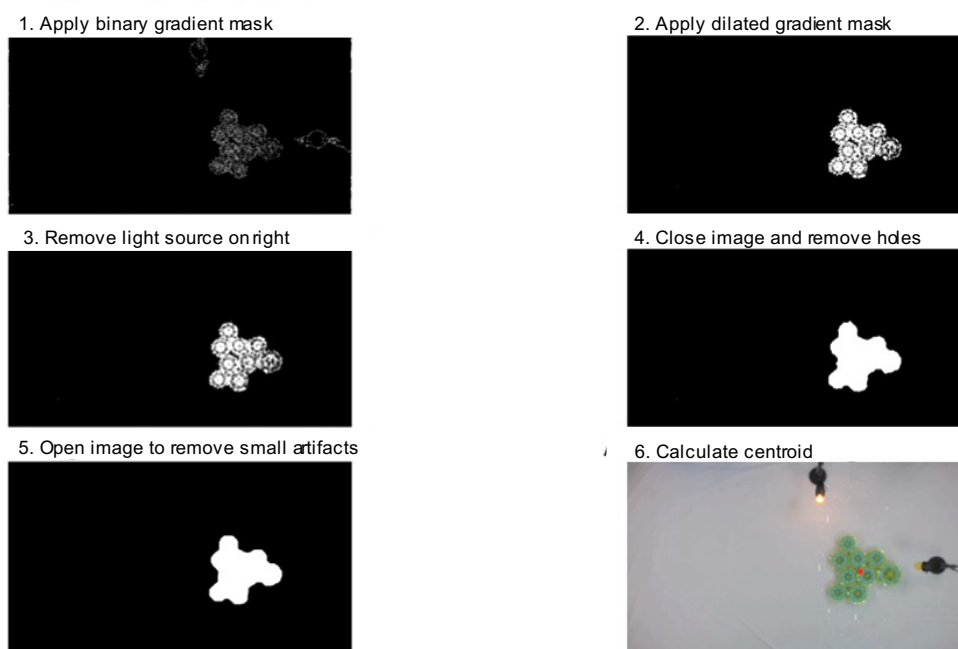 1. Apply binary gradient mask
2. Apply dilated gradient mask
3. Remove light source on right
4. Close image and remove holes
5. Open image to remove small artifacts
6. Calculate centroid